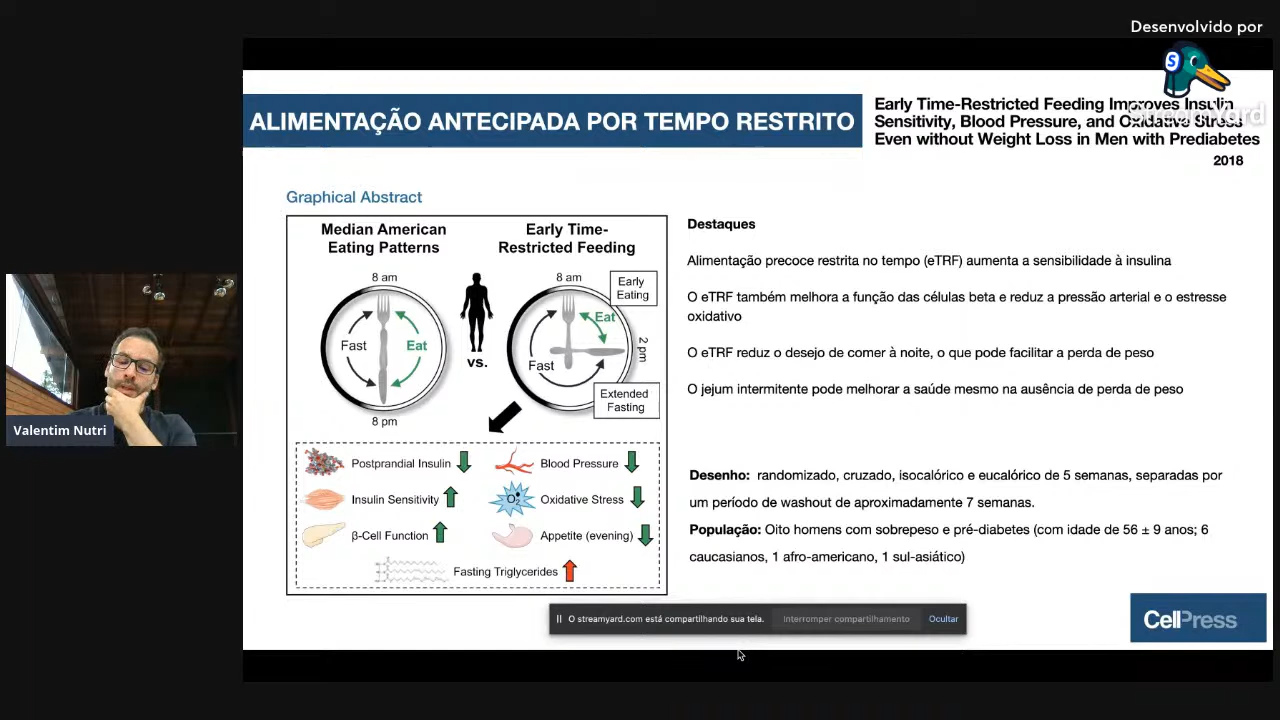 Desenvolvido por
S
StreamYard
ALIMENTAÇÃO ANTECIPADA POR TEMPO RESTRITO
Early Time-Restricted Feeding Improves Insulin
Sensitivity, Blood Pressure, and Oxidative Stress
Even without Weight Loss in Men with Prediabetes
2018
Graphical Abstract
Median American
Eating Patterns
Early Time-
Restricted Feeding
8 am
8 am
Early
Eating
Fast
Eat
vs.
Fast
Eat
2 pm
Extended
Fasting
8 pm
Postprandial Insulin
Blood Pressure
Insulin Sensitivity
O2
Oxidative Stress
β-Cell Function
Appetite (evening)
Fasting Triglycerides
Destaques
Alimentação precoce restrita no tempo (eTRF) aumenta a sensibilidade à insulina
O eTRF também melhora a função das células beta e reduz a pressão arterial e o estresse
oxidativo
O eTRF reduz o desejo de comer à noite, o que pode facilitar a perda de peso
O jejum intermitente pode melhorar a saúde mesmo na ausência de perda de peso
Desenho: randomizado, cruzado, isocalórico e eucalórico de 5 semanas, separadas por
um período de washout de aproximadamente 7 semanas.
População: Oito homens com sobrepeso e pré-diabetes (com idade de 56 ± 9 anos; 6
caucasianos, 1 afro-americano, 1 sul-asiático)
Valentim Nutri
O streamyard.com está compartilhando sua tela.
Interromper compartilhamento
Ocultar
CellPress